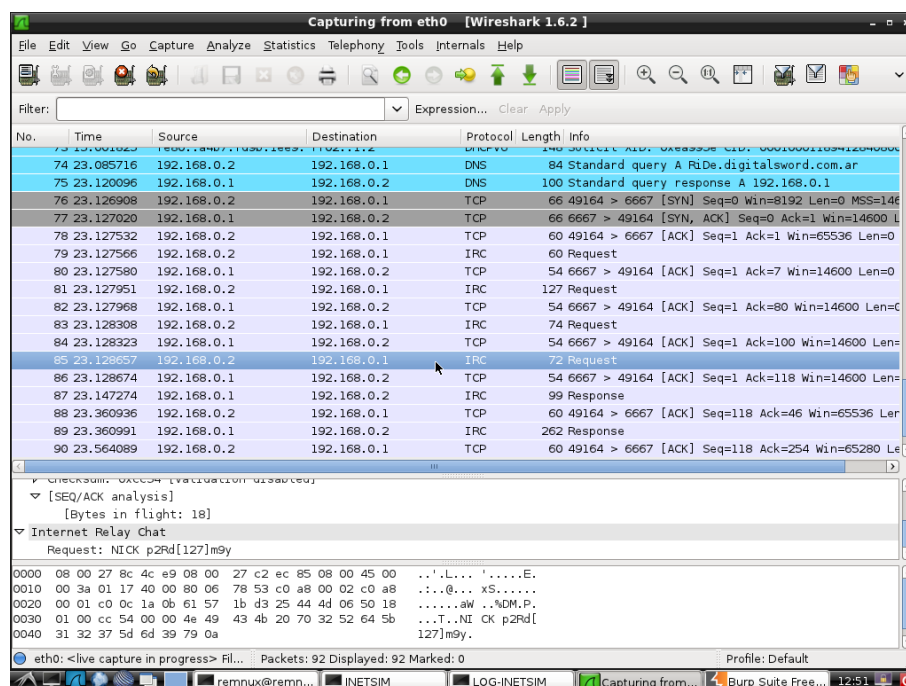 Capturing from eth0 [Wireshark 1.6.2 ]
File Edit View Go Capture Analyze Statistics Telephony Tools Internals Help
Filter: Expression... Clear Apply
No. Time Source Destination Protocol Length Info
74 23.085716 192.168.0.2 192.168.0.1 DNS 84 Standard query A RiDe.digitalsword.com.ar
75 23.120096 192.168.0.1 192.168.0.2 DNS 100 Standard query response A 192.168.0.1
76 23.126908 192.168.0.2 192.168.0.1 TCP 66 49164 > 6667 [SYN] Seq=0 Win=8192 Len=0 MSS=146
77 23.127020 192.168.0.1 192.168.0.2 TCP 66 6667 > 49164 [SYN, ACK] Seq=0 Ack=1 Win=14600 L
78 23.127532 192.168.0.2 192.168.0.1 TCP 60 49164 > 6667 [ACK] Seq=1 Ack=1 Win=65536 Len=0
79 23.127566 192.168.0.2 192.168.0.1 IRC 60 Request
80 23.127580 192.168.0.1 192.168.0.2 TCP 54 6667 > 49164 [ACK] Seq=1 Ack=7 Win=14600 Len=0
81 23.127951 192.168.0.2 192.168.0.1 IRC 127 Request
82 23.127968 192.168.0.1 192.168.0.2 TCP 54 6667 > 49164 [ACK] Seq=1 Ack=80 Win=14600 Len=0
83 23.128308 192.168.0.2 192.168.0.1 IRC 74 Request
84 23.128323 192.168.0.1 192.168.0.2 TCP 54 6667 > 49164 [ACK] Seq=1 Ack=100 Win=14600 Len=
85 23.128657 192.168.0.2 192.168.0.1 IRC 72 Request
86 23.128674 192.168.0.1 192.168.0.2 TCP 54 6667 > 49164 [ACK] Seq=1 Ack=118 Win=14600 Len=
87 23.147274 192.168.0.1 192.168.0.2 IRC 99 Response
88 23.360936 192.168.0.2 192.168.0.1 TCP 60 49164 > 6667 [ACK] Seq=118 Ack=46 Win=65536 Ler
89 23.360991 192.168.0.1 192.168.0.2 IRC 262 Response
90 23.564089 192.168.0.2 192.168.0.1 TCP 60 49164 > 6667 [ACK] Seq=118 Ack=254 Win=65280 Le
[SEQ/ACK analysis]
[Bytes in flight: 18]
Internet Relay Chat
Request: NICK p2Rd[127]m9y
0000 08 00 27 8c 4c e9 08 00 27 c2 ec 85 08 00 45 00 ..'.L... '.....E.
0010 00 3a 01 17 40 00 80 06 78 53 c0 a8 00 02 c0 a8 .:..@... xS......
0020 00 01 c0 0c 1a 0b 61 57 1b d3 25 44 4d 06 50 18 ......aW ..%DM.P.
0030 01 00 cc 54 00 00 4e 49 43 4b 20 70 32 52 64 5b ...T..NI CK p2Rd[
0040 31 32 37 5d 6d 39 79 0a 127]m9y.
eth0: <live capture in progress> Fil... Packets: 92 Displayed: 92 Marked: 0 Profile: Default
remnux@remn... INETSIM LOG-INETSIM Capturing from... Burp Suite Free... 12:51